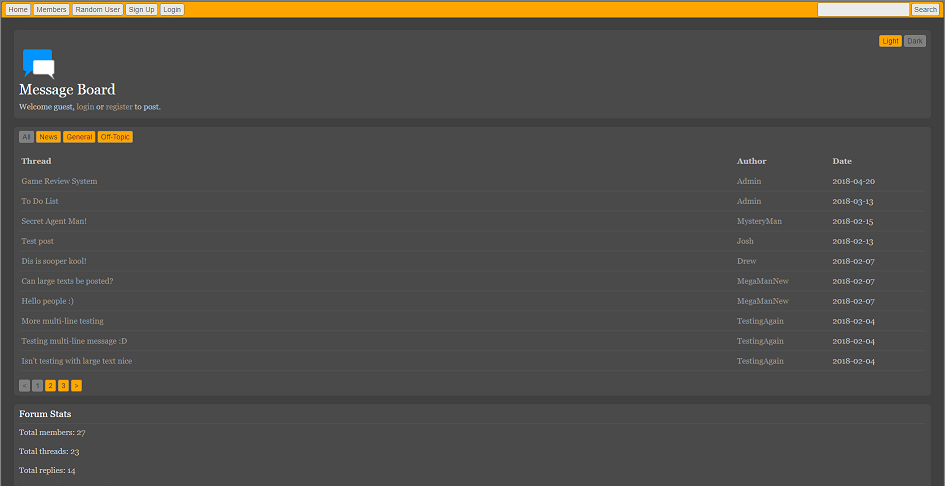 Home Members Random User Sign Up Login Search
Light Dark
Message Board
Welcome guest, login or register to post.
All News General Off-Topic
Thread Author Date
Game Review System Admin 2018-04-20
To Do List Admin 2018-03-13
Secret Agent Man! MysteryMan 2018-02-15
Test post Josh 2018-02-13
Dis is sooper kool! Drew 2018-02-07
Can large texts be posted? MegaManNew 2018-02-07
Hello people :) MegaManNew 2018-02-07
More multi-line testing TestingAgain 2018-02-04
Testing multi-line message :D TestingAgain 2018-02-04
Isn't testing with large text nice TestingAgain 2018-02-04
< 1 2 3 >
Forum Stats
Total members: 27
Total threads: 23
Total replies: 14